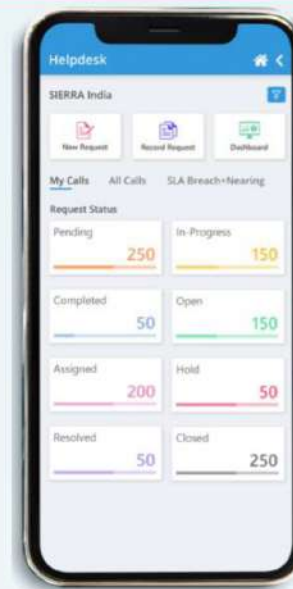 Helpdesk
SIERRA India
New Request
Record Request
Dashboard
My Calls
All Calls
SLA Breach+Nearing
Request Status
Pending
250
In-Progress
150
Completed
50
Open
150
Assigned
200
Hold
50
Resolved
50
Closed
250